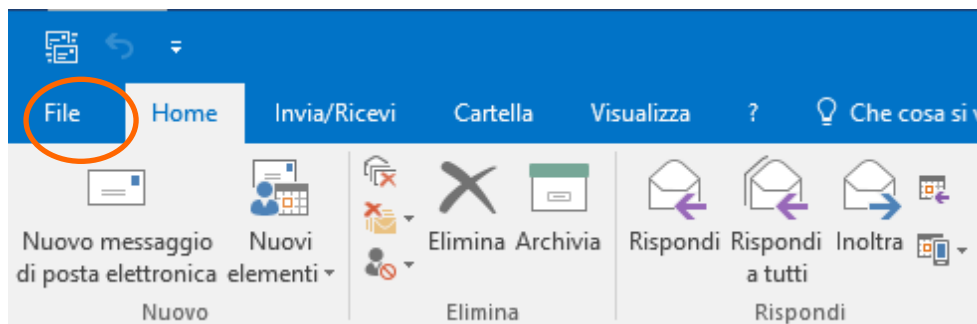 File Home Invia/Ricevi Cartella Visualizza ? Che cosa si
Nuovo messaggio di posta elettronica
Nuovi elementi
Elimina Archivia
Rispondi Rispondi a tutti Inoltra
Nuovo Elimina Rispondi